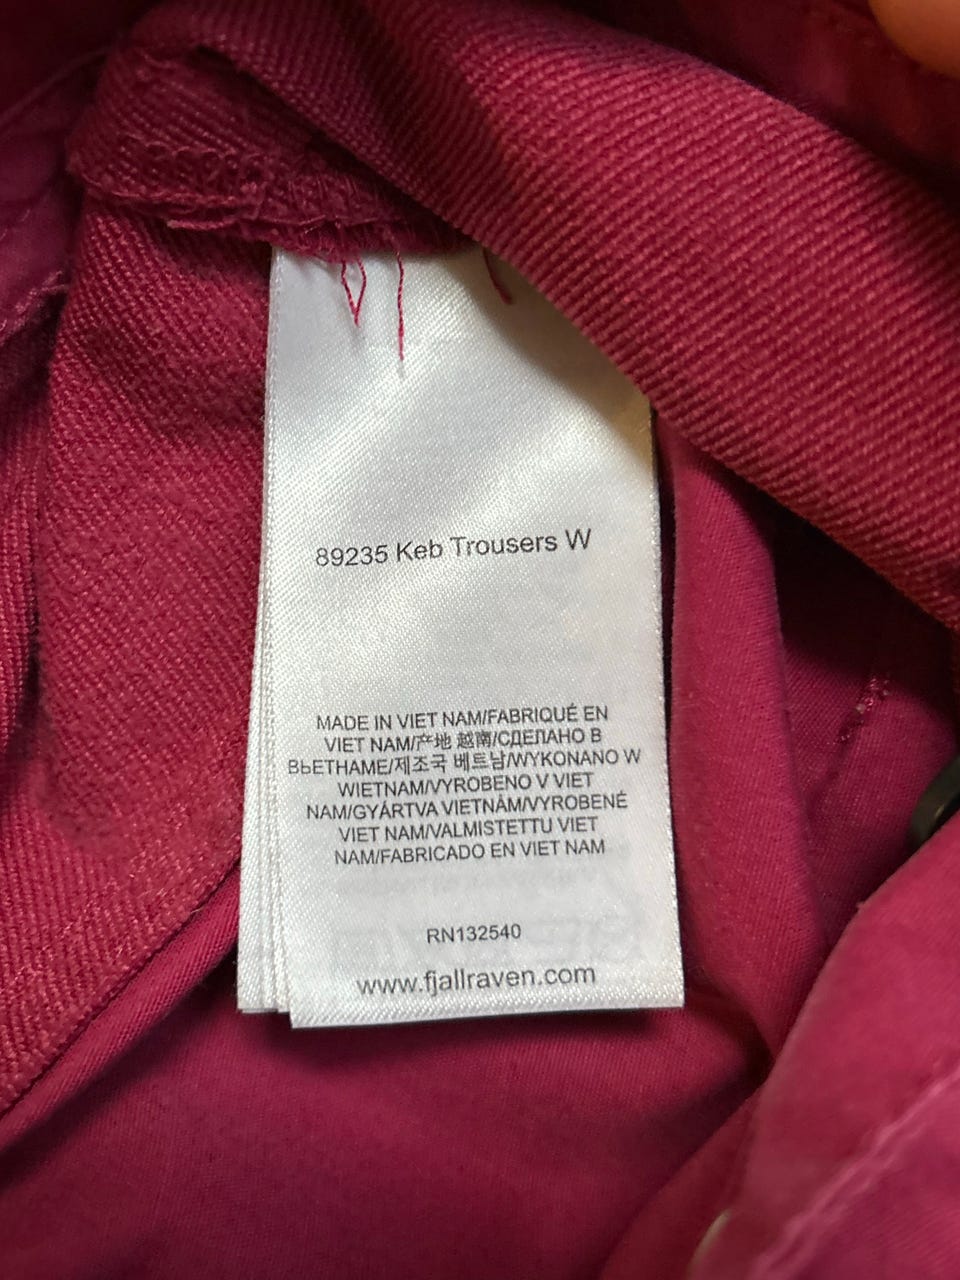 89235 Keb Trousers W
MADE IN VIET NAM/FABRIQUÉ EN
VIET NAM/产地 越南/СДЕЛАНО В
ВЬЕТНАМЕ/제조국 베트남/WYKONANO W
WIETNAM/VYROBENO V VIET
NAM/GYÁRTVA VIETNÁM/VYROBENÉ
VIET NAM/VALMISTETTU VIET
NAM/FABRICADO EN VIET NAM
RN132540
www.fjallraven.com